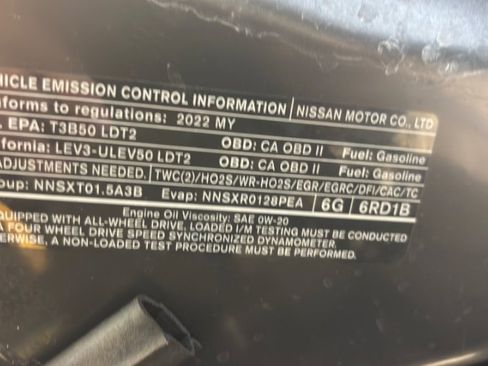 HICLE EMISSION CONTROL INFORMATION NISSAN MOTOR CO., LTD
nforms to regulations: 2022 MY
EPA: T3B50 LDT2 OBD: CA OBD II Fuel: Gasoline
lifornia: LEV3-ULEV50 LDT2 OBD: CA OBD II Fuel: Gasoline
ADJUSTMENTS NEEDED. TWC(2)/HO2S/WR-HO2S/EGR/EGRC/DFI/CAC/TC
oup: NNSXT01.5A3B Evap: NNSXR0128PEA 6G 6RD1B
Engine Oil Viscosity: SAE 0W-20
EQUIPPED WITH ALL-WHEEL DRIVE. LOADED I/M TESTING MUST BE CONDUCTED
A FOUR WHEEL DRIVE SPEED SYNCHRONIZED DYNAMOMETER.
ERWISE, A NON-LOADED TEST PROCEDURE MUST BE PERFORMED.